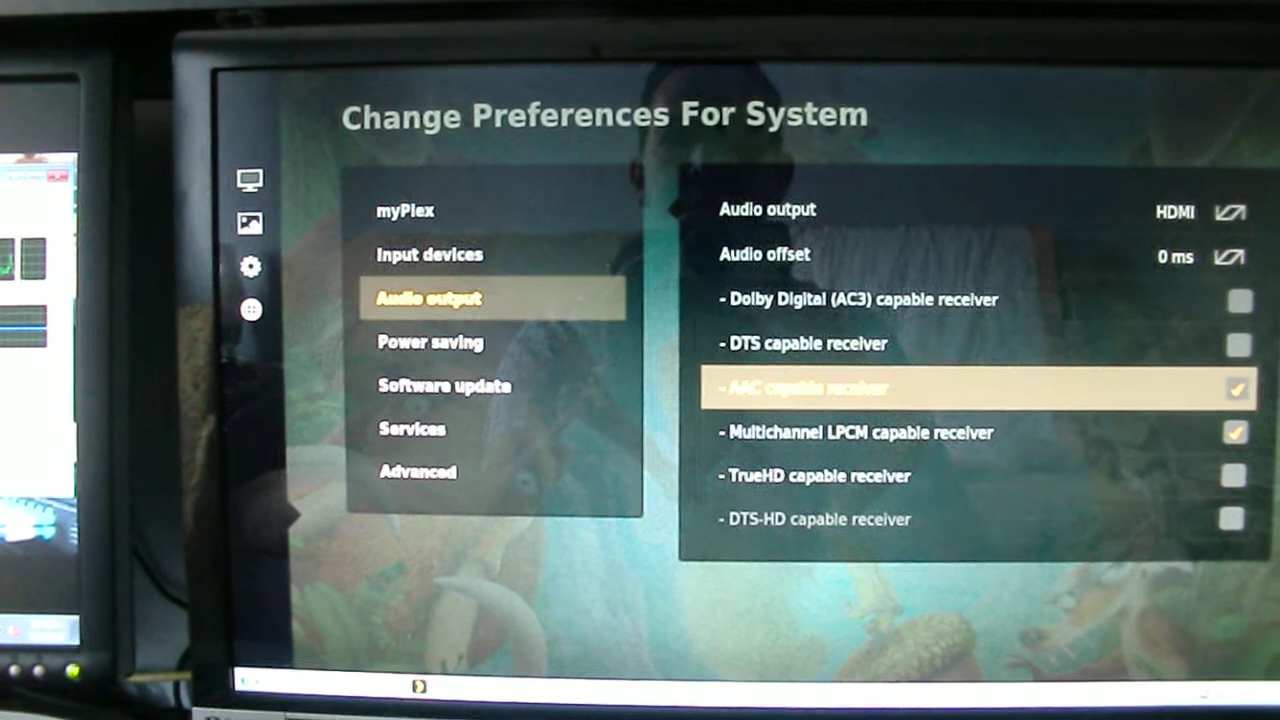 Change Preferences For System
myPlex
Input devices
Audio output
Power saving
Software update
Services
Advanced
Audio output HDMI
Audio offset 0 ms
- Dolby Digital (AC3) capable receiver
- DTS capable receiver
- AAC capable receiver
- Multichannel LPCM capable receiver
- TrueHD capable receiver
- DTS-HD capable receiver